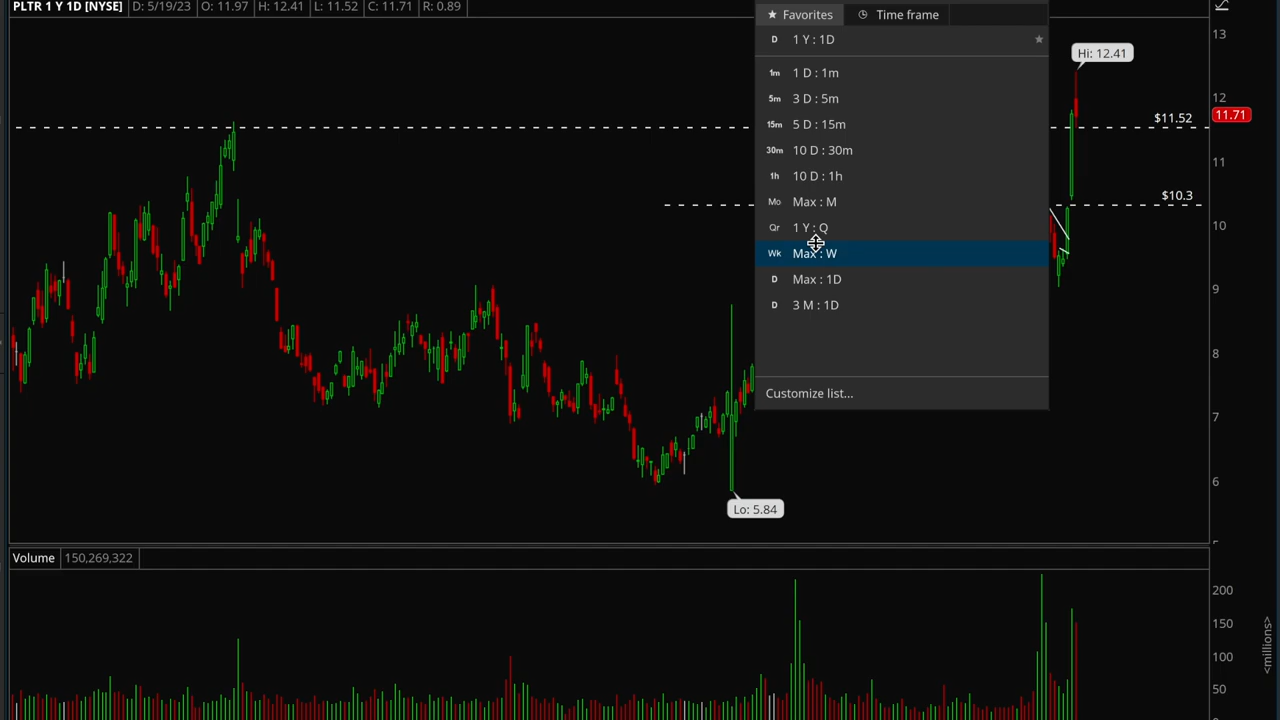 PLTR 1 Y 1D [NYSE] D: 5/19/23 O: 11.97 H: 12.41 L: 11.52 C: 11.71 R: 0.89
Favorites Time frame
D 1 Y : 1D
1m 1 D : 1m
5m 3 D : 5m
15m 5 D : 15m
30m 10 D : 30m
1h 10 D : 1h
Mo Max : M
Qr 1 Y : Q
Wk Max : W
D Max : 1D
D 3 M : 1D
Customize list...
Hi: 12.41
$11.52
$10.3
Lo: 5.84
13
12
11.71
11
10
9
8
7
6
Volume 150,269,322
200
150
100
50
<millions>